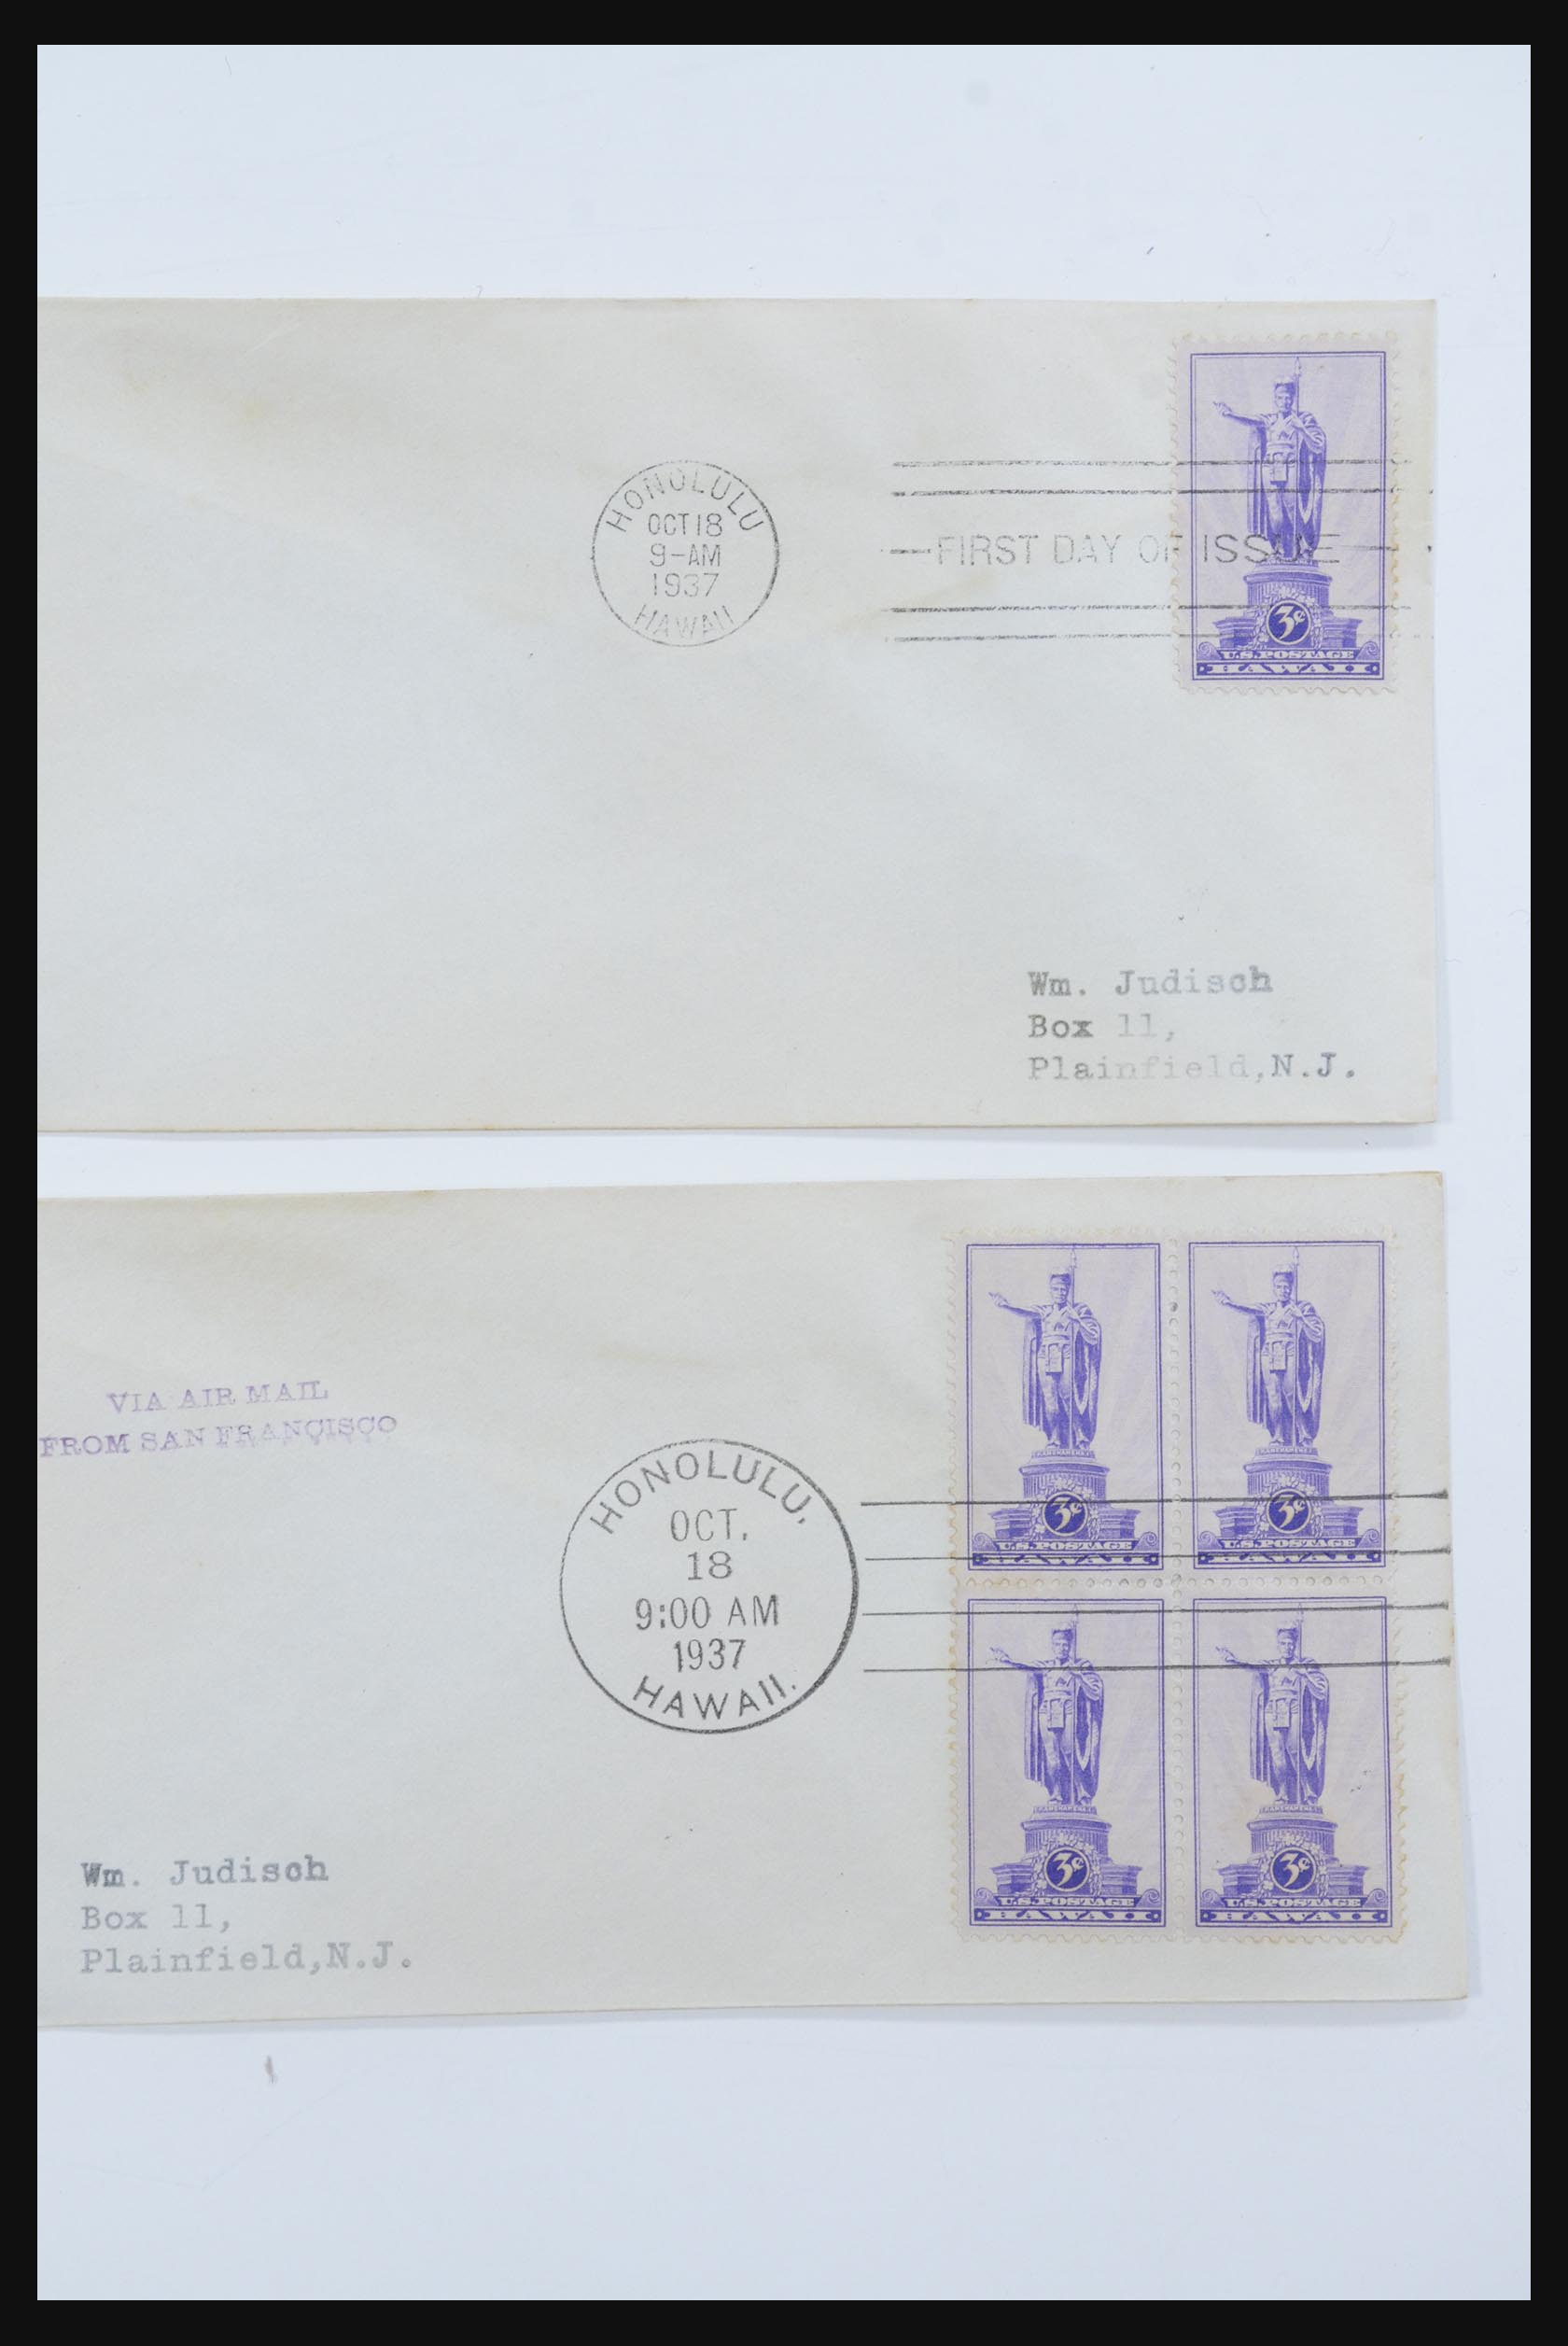 HONOLULU
OCT 18
9-AM
1937
HAWAII
FIRST DAY OF ISSUE
3¢
U.S. POSTAGE
HAWAII
Wm. Judisch
Box 11,
Plainfield, N.J.
VIA AIR MAIL
FROM SAN FRANCISCO
HONOLULU,
OCT.
18
9:00 AM
1937
HAWAII.
3¢
U.S. POSTAGE
HAWAII
3¢
U.S. POSTAGE
HAWAII
3¢
U.S. POSTAGE
HAWAII
3¢
U.S. POSTAGE
HAWAII
Wm. Judisch
Box 11,
Plainfield, N.J.